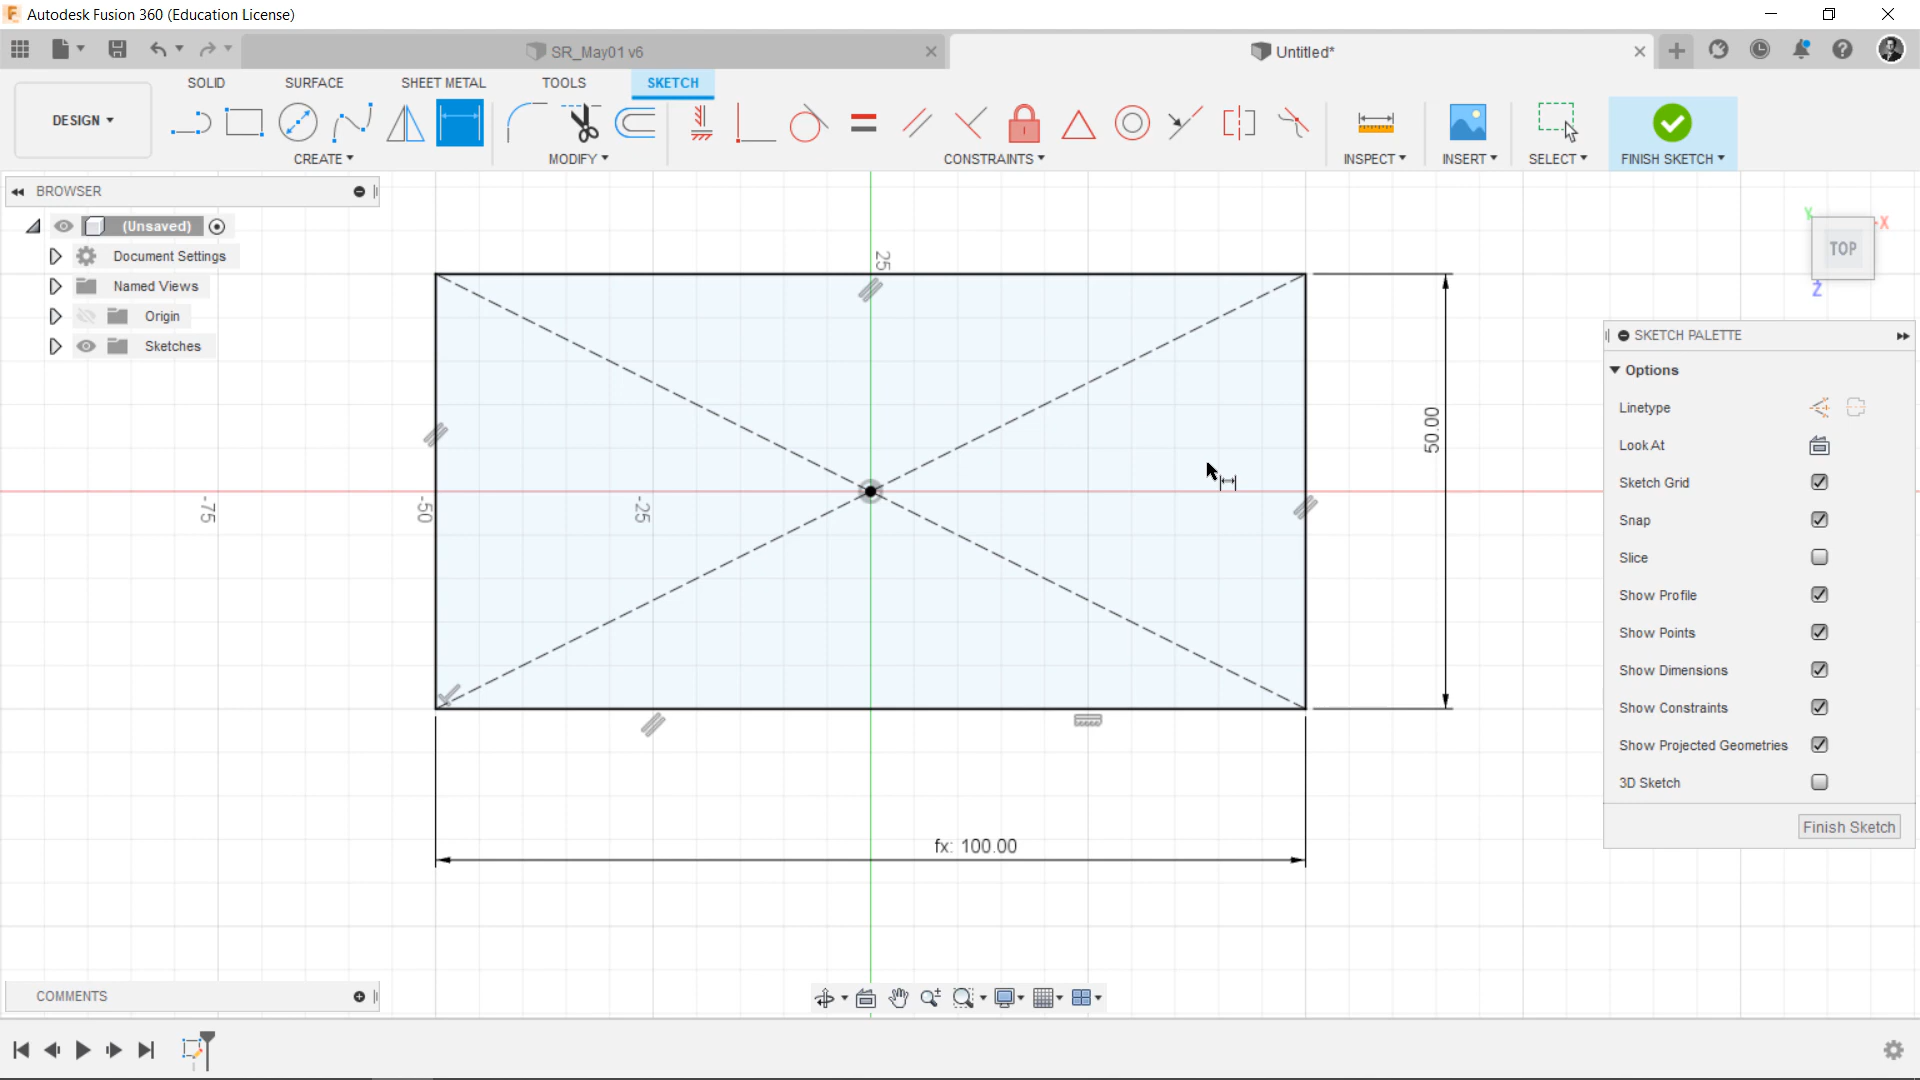 Autodesk Fusion 360 (Education License)
SR_May01 v6
Untitled*
DESIGN
SOLID
SURFACE
SHEET METAL
TOOLS
SKETCH
CREATE
MODIFY
CONSTRAINTS
INSPECT
INSERT
SELECT
FINISH SKETCH
BROWSER
(Unsaved)
Document Settings
Named Views
Origin
Sketches
25
-75
-50
-25
50.00
fx: 100.00
Y
-X
TOP
Z
SKETCH PALETTE
Options
Linetype
Look At
Sketch Grid
Snap
Slice
Show Profile
Show Points
Show Dimensions
Show Constraints
Show Projected Geometries
3D Sketch
Finish Sketch
COMMENTS